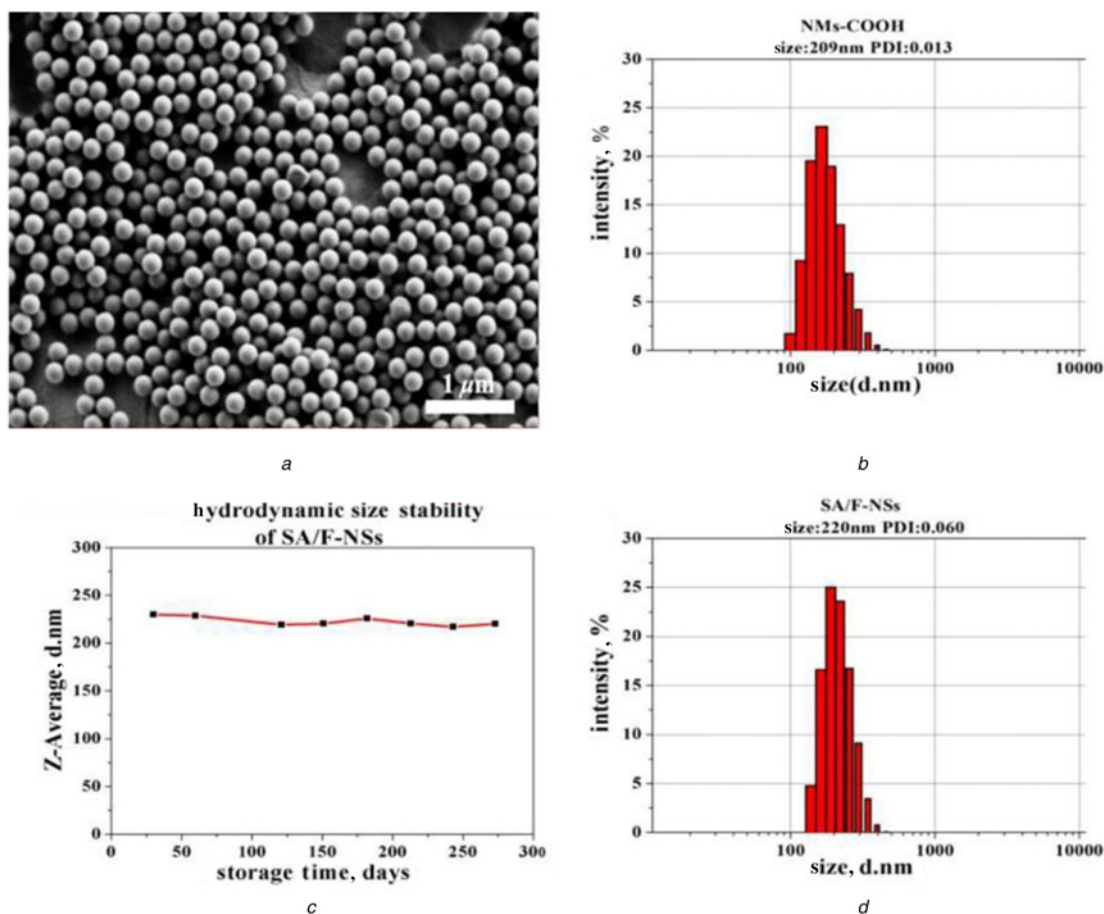 1 μm
a
NMs-COOH
size:209nm PDI:0.013
30
25
20
15
10
5
0
intensity, %
100
1000
10000
size(d.nm)
b
hydrodynamic size stability
of SA/F-NSs
300
250
200
150
100
50
0
Z-Average, d.nm
0
50
100
150
200
250
300
storage time, days
c
SA/F-NSs
size:220nm PDI:0.060
30
25
20
15
10
5
0
intensity, %
100
1000
10000
size, d.nm
d